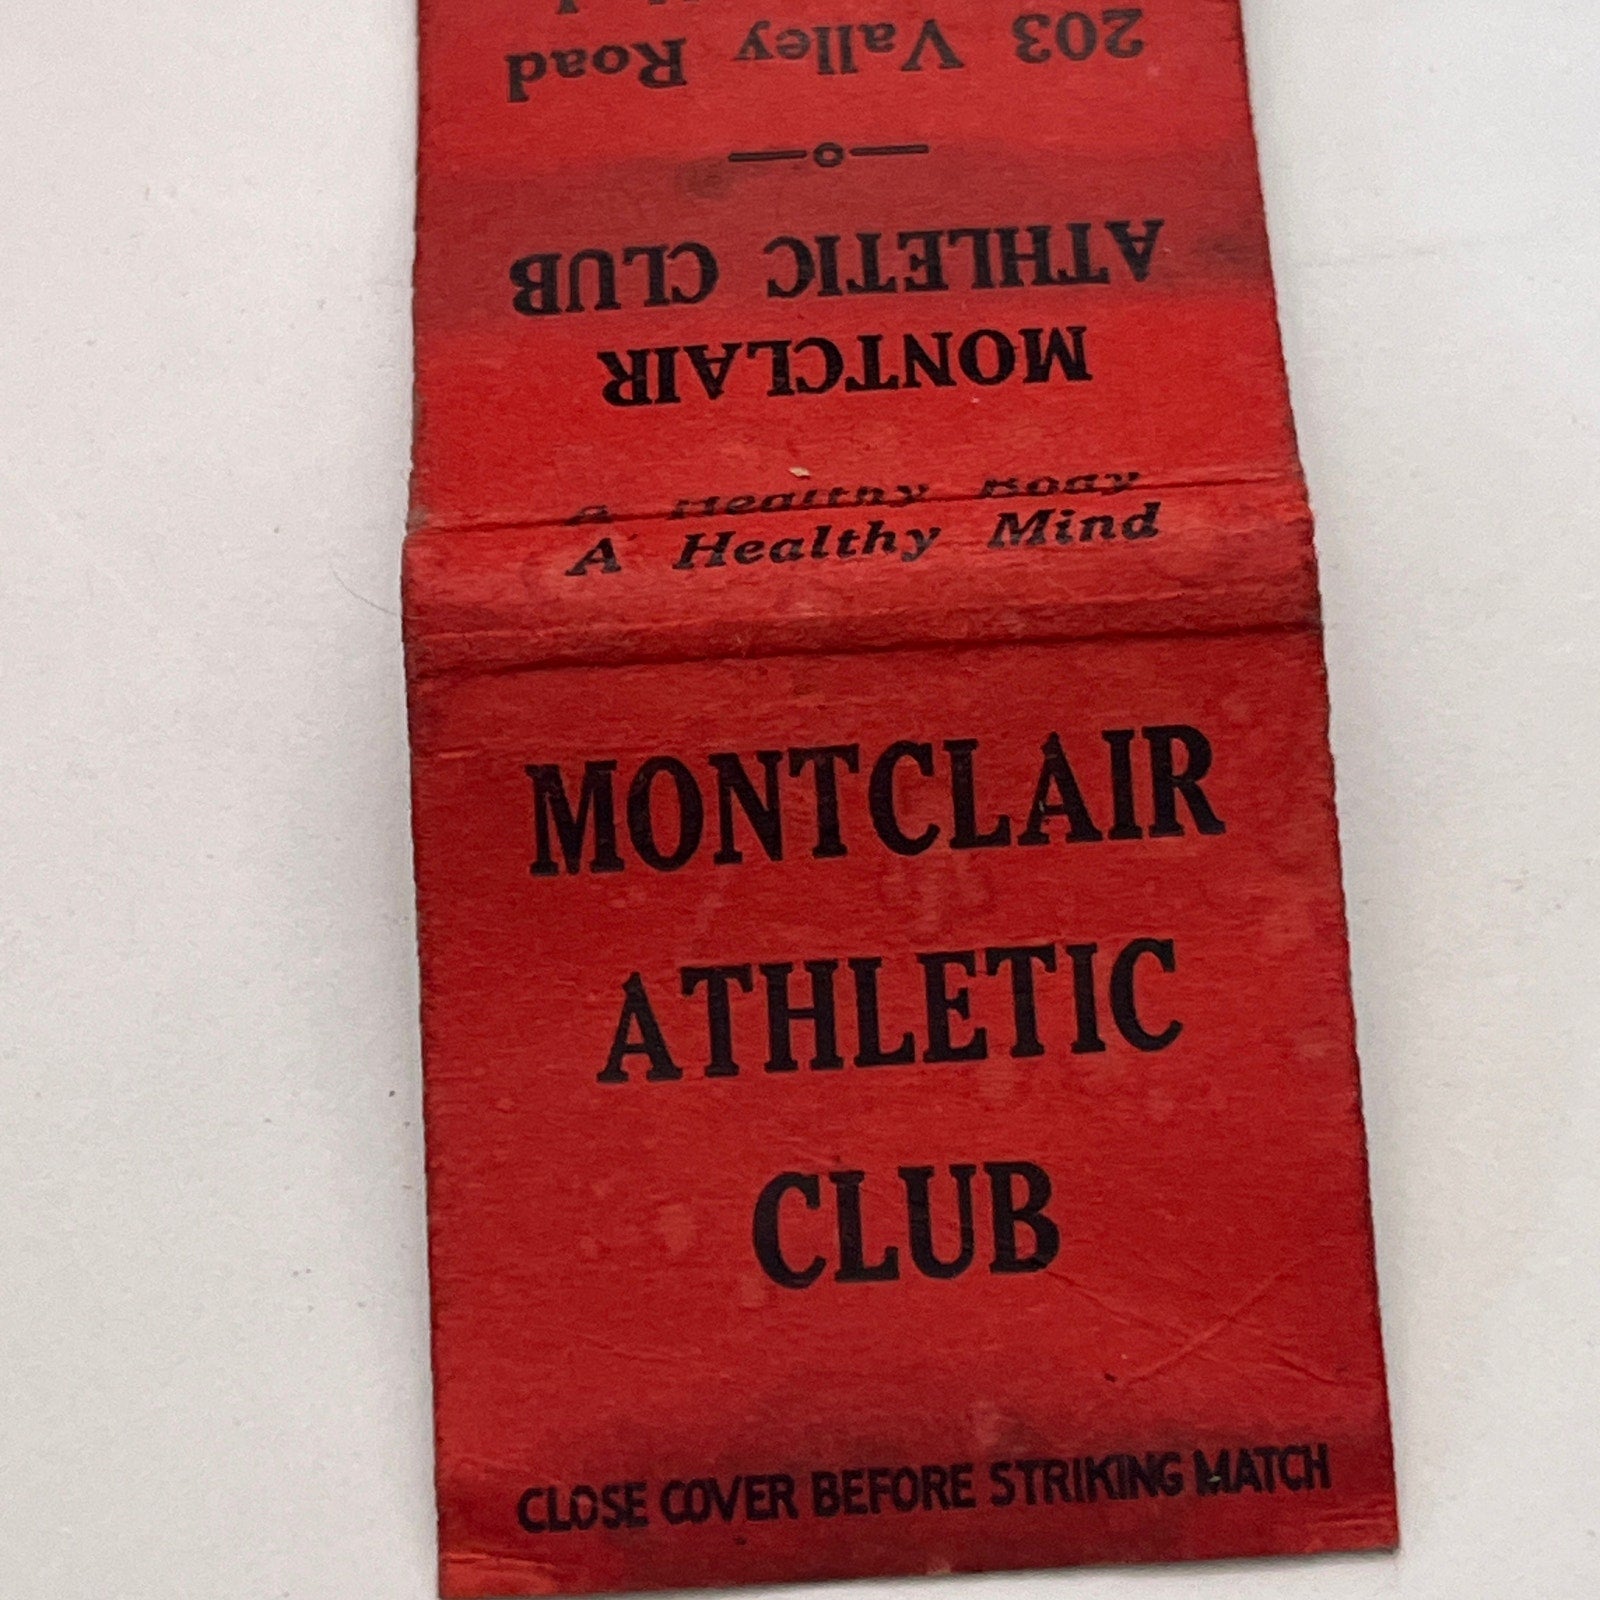 MONTCLAIR
ATHLETIC CLUB
203 Valley Road
A Healthy Body
A Healthy Mind
MONTCLAIR
ATHLETIC
CLUB
CLOSE COVER BEFORE STRIKING MATCH